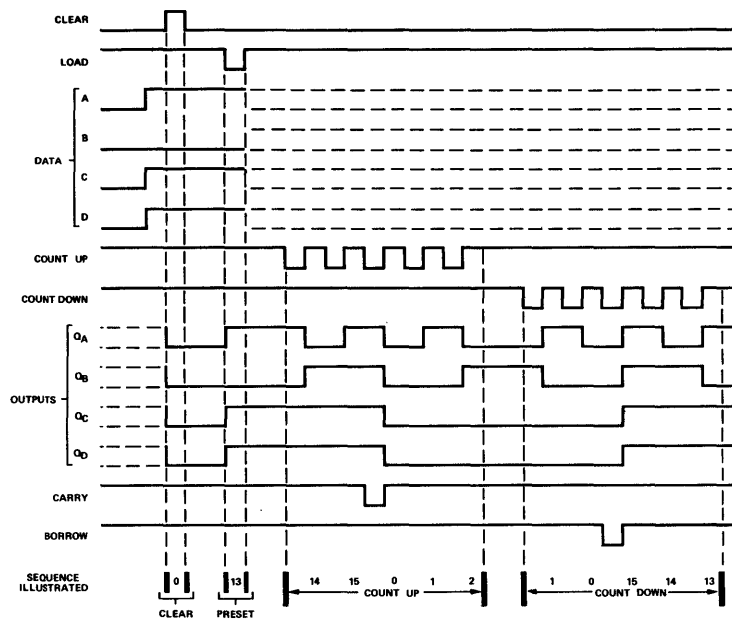 CLEAR
LOAD
A
B
DATA
C
D
COUNT UP
COUNT DOWN
QA
QB
OUTPUTS
QC
QD
CARRY
BORROW
SEQUENCE
ILLUSTRATED
0 13 14 15 0 1 2 1 0 15 14 13
COUNT UP COUNT DOWN
CLEAR PRESET